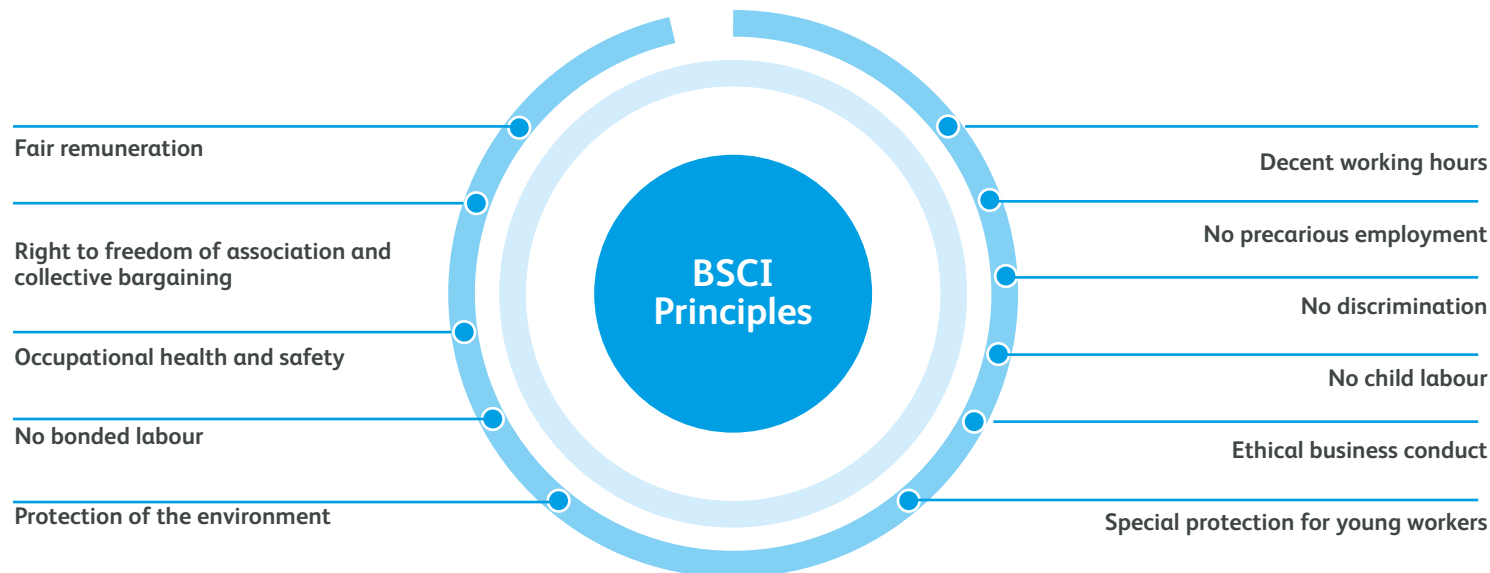 Fair remuneration
Right to freedom of association and
collective bargaining
Occupational health and safety
No bonded labour
Protection of the environment
BSCI
Principles
Decent working hours
No precarious employment
No discrimination
No child labour
Ethical business conduct
Special protection for young workers